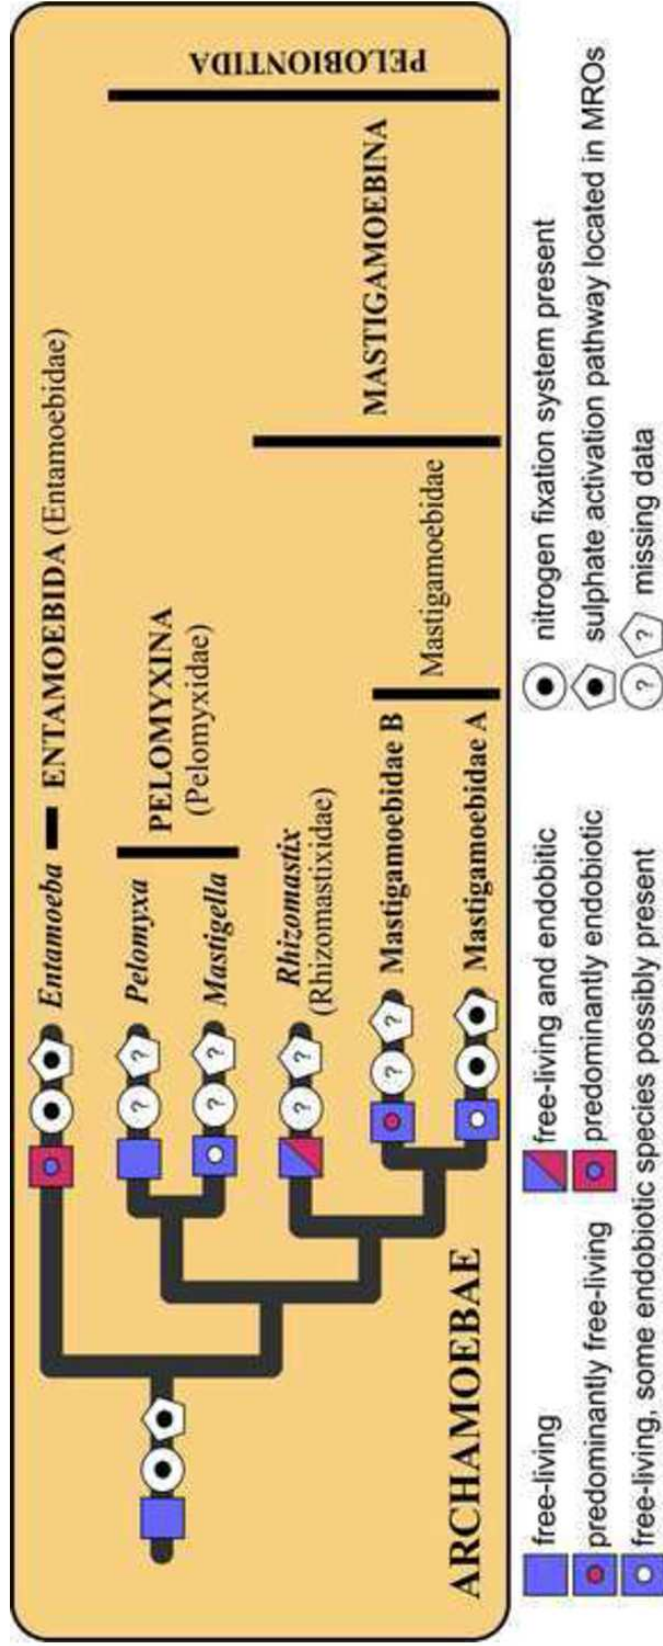 Entamoeba
ENTAMOEBIDA (Entamoebidae)
Pelomyxa
Mastigella
PELOMYXINA
(Pelomyxidae)
Rhizomastix
(Rhizomastixidae)
Mastigamoebidae B
Mastigamoebidae A
Mastigamoebidae
MASTIGAMOEBINA
PELOBIONTIDA
ARCHAMOEBAE
? ?
? ?
? ?
? ?
free-living
predominantly free-living
free-living, some endobiotic species possibly present
free-living and endobitic
predominantly endobiotic
nitrogen fixation system present
sulphate activation pathway located in MROs
? ? missing data